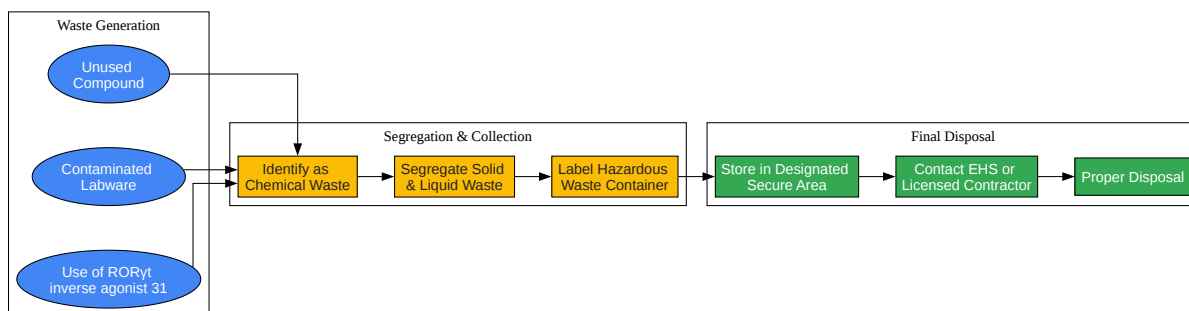 Waste Generation
Unused
Compound
Contaminated
Labware
Use of RORγt
inverse agonist 31
Segregation & Collection
Identify as
Chemical Waste
Segregate Solid
& Liquid Waste
Label Hazardous
Waste Container
Final Disposal
Store in Designated
Secure Area
Contact EHS or
Licensed Contractor
Proper Disposal